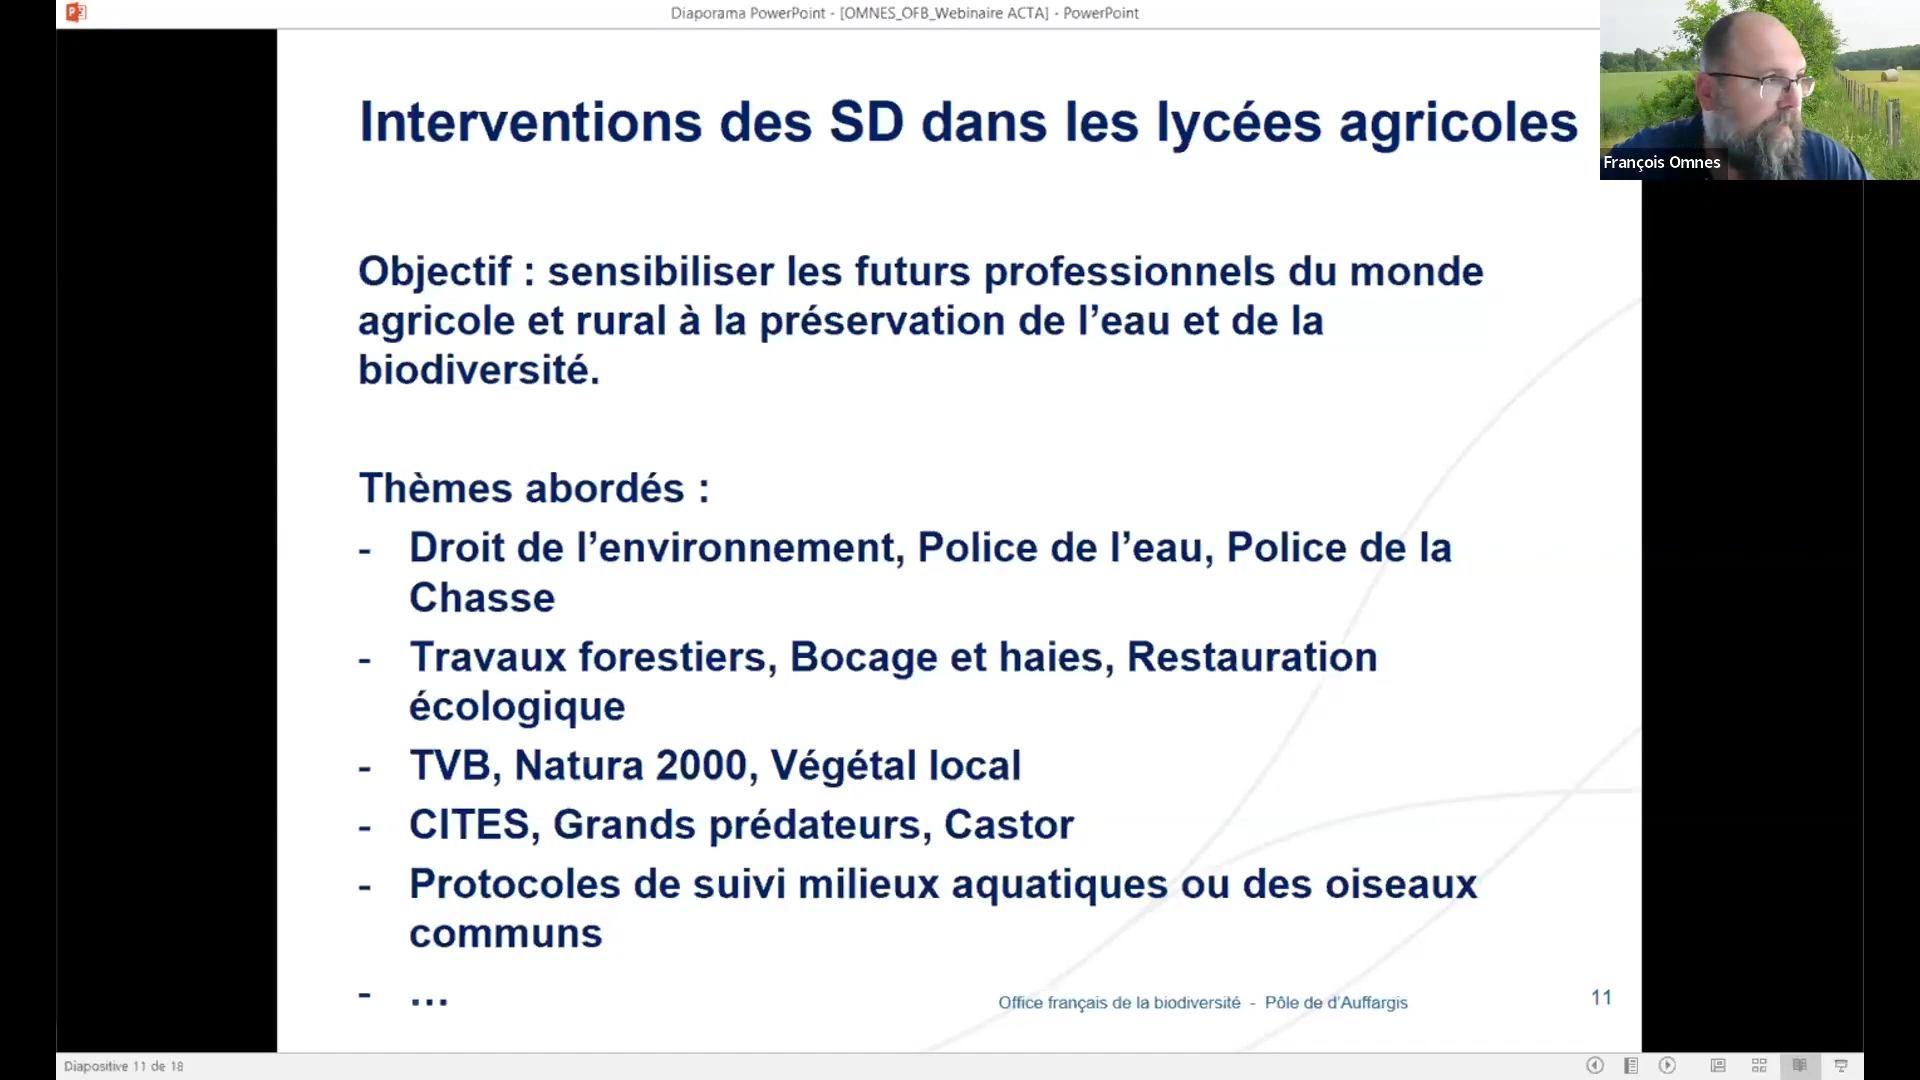 Diaporama PowerPoint - [OMNES_OFB_Webinaire ACTA] - PowerPoint
François Omnes
Interventions des SD dans les lycées agricoles
Objectif : sensibiliser les futurs professionnels du monde
agricole et rural à la préservation de l’eau et de la
biodiversité.
Thèmes abordés :
- Droit de l’environnement, Police de l’eau, Police de la
Chasse
- Travaux forestiers, Bocage et haies, Restauration
écologique
- TVB, Natura 2000, Végétal local
- CITES, Grands prédateurs, Castor
- Protocoles de suivi milieux aquatiques ou des oiseaux
communs
- ...
Office français de la biodiversité - Pôle de d'Auffargis
11
Diapositive 11 de 18